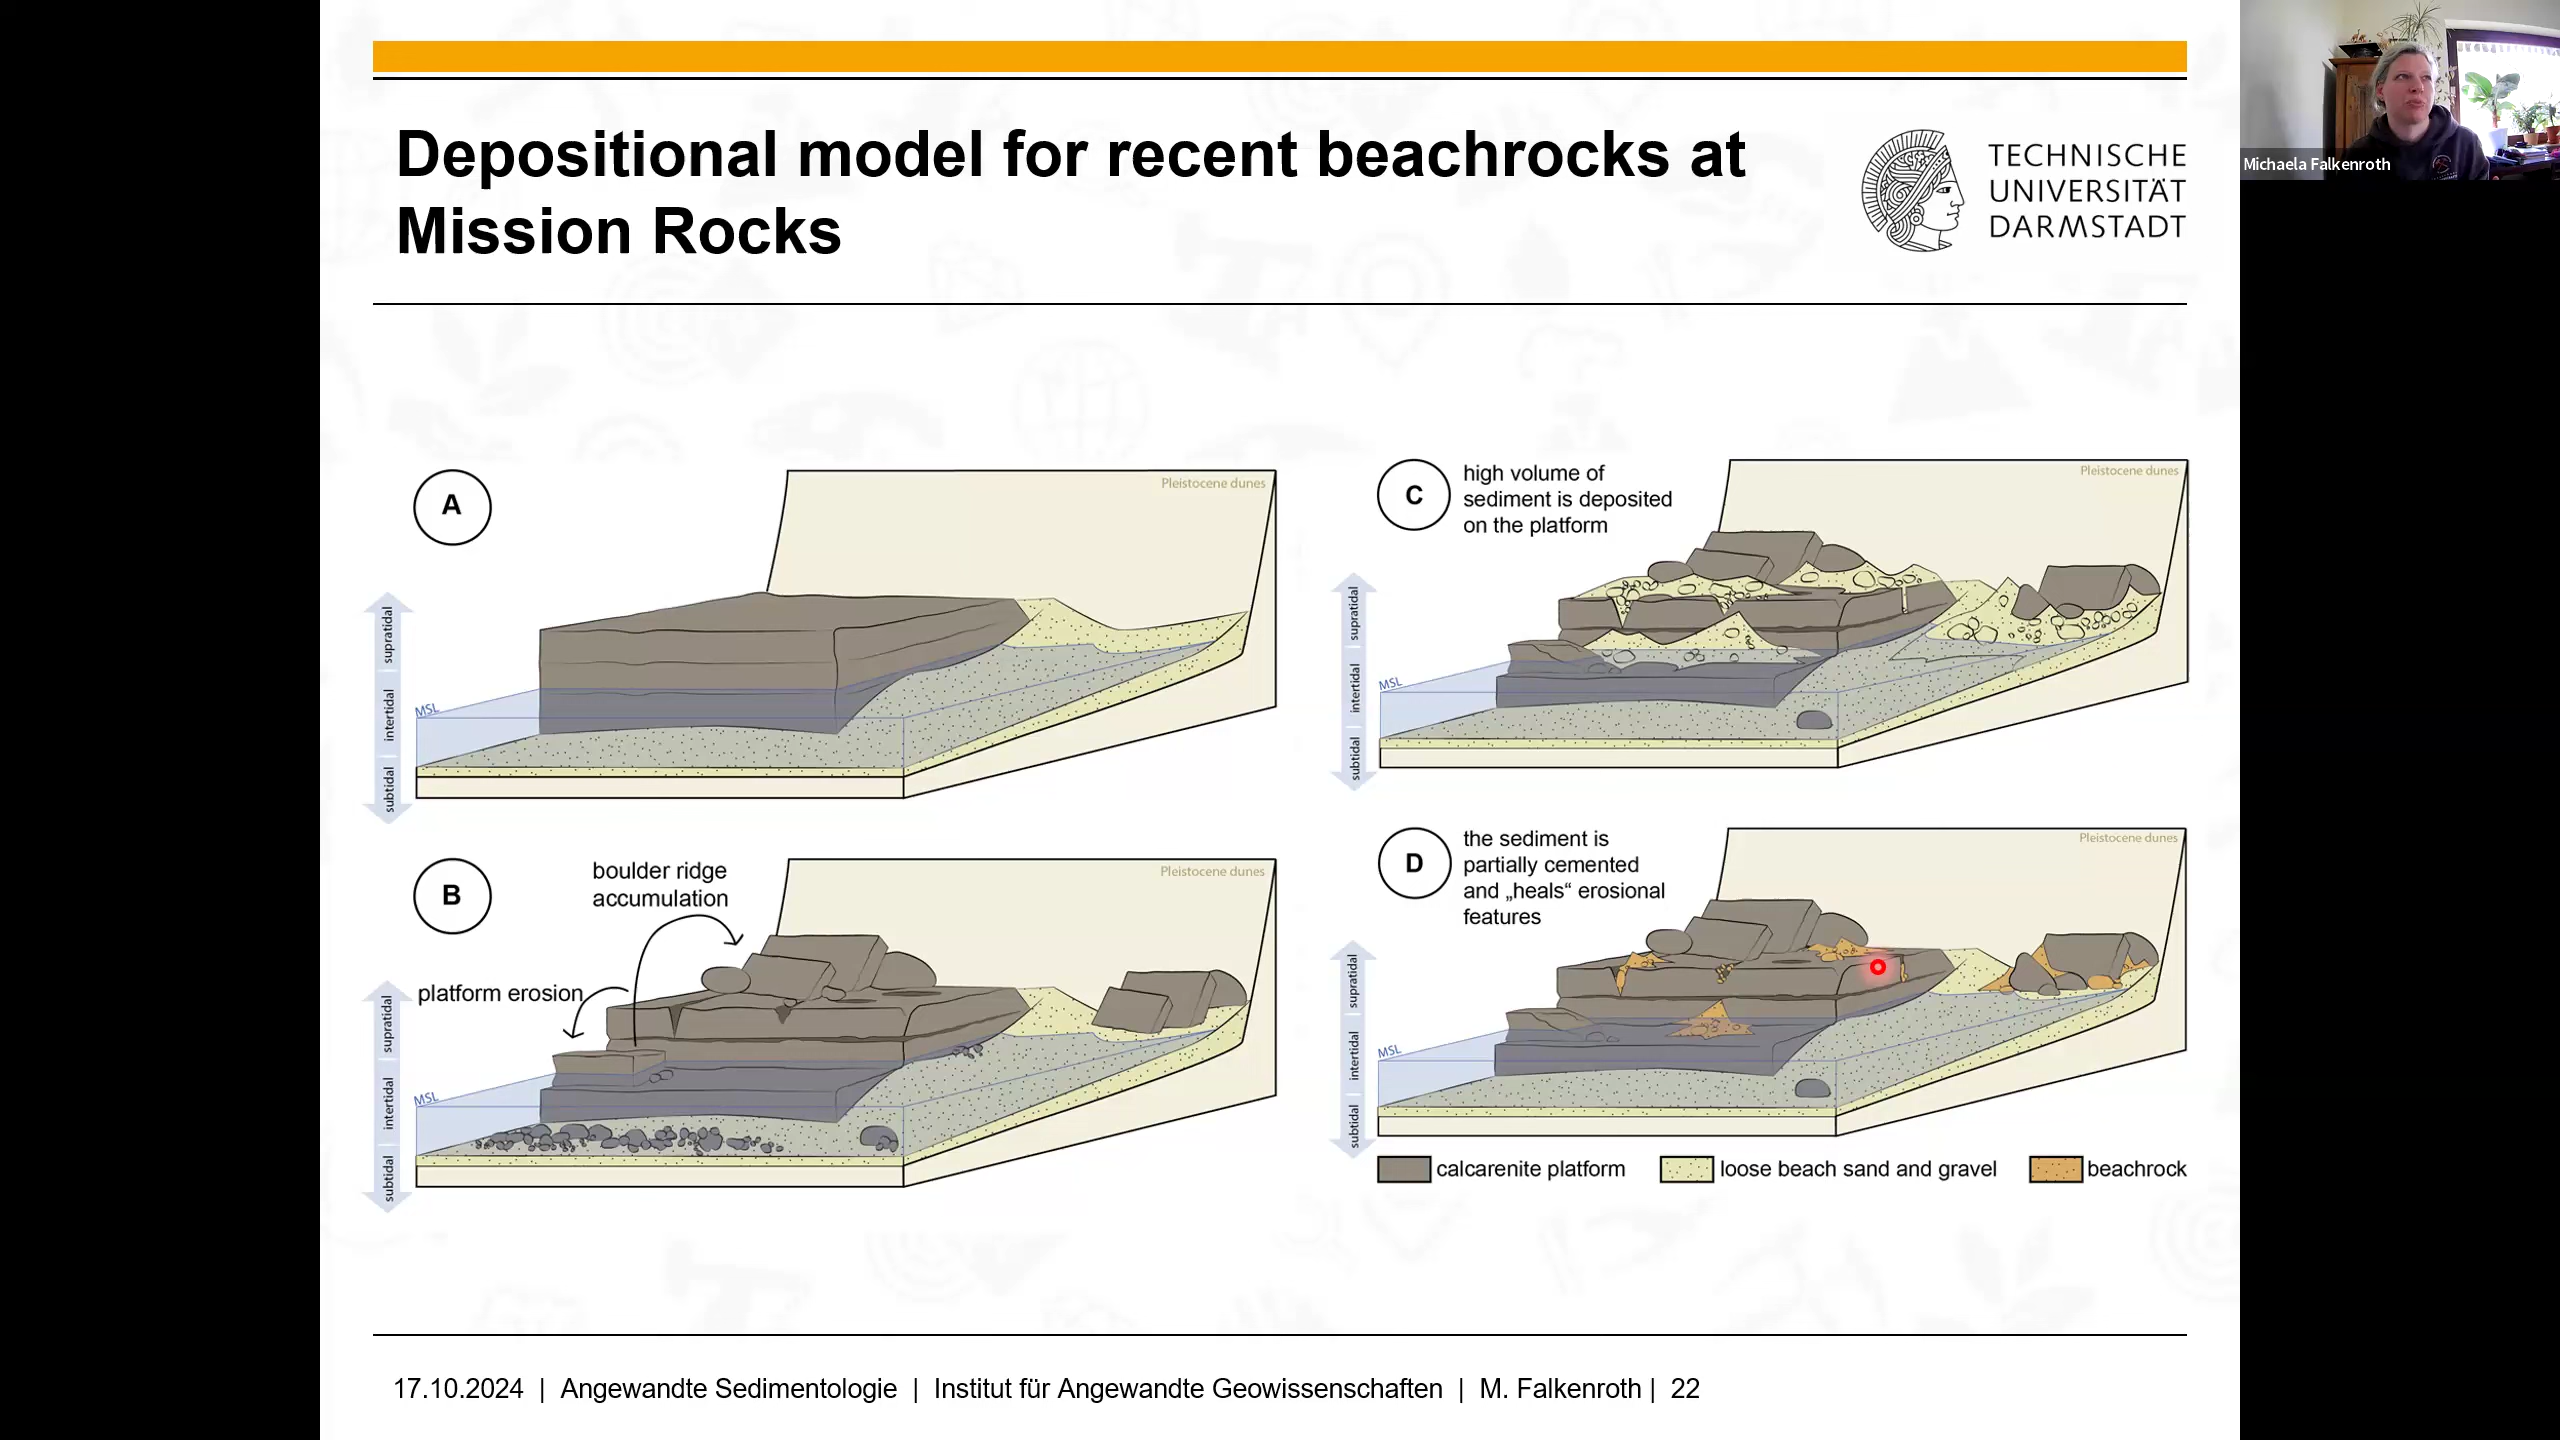 Depositional model for recent beachrocks at
Mission Rocks
TECHNISCHE
UNIVERSITÄT
DARMSTADT
Michaela Falkenroth
A
Pleistocene dunes
supratidal
intertidal
subtidal
MSL
B
boulder ridge
accumulation
platform erosion
Pleistocene dunes
supratidal
intertidal
subtidal
MSL
C
high volume of
sediment is deposited
on the platform
Pleistocene dunes
supratidal
intertidal
subtidal
MSL
D
the sediment is
partially cemented
and „heals“ erosional
features
Pleistocene dunes
supratidal
intertidal
subtidal
MSL
calcarenite platform
loose beach sand and gravel
beachrock
17.10.2024 | Angewandte Sedimentologie | Institut für Angewandte Geowissenschaften | M. Falkenroth | 22